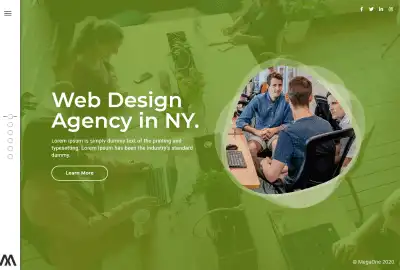 Web Design
Agency in NY.
Lorem ipsum is simply dummy text of the printing and
typesetting. Lorem Ipsum has been the industry's standard
dummy.
Learn More
© MegaOne 2020